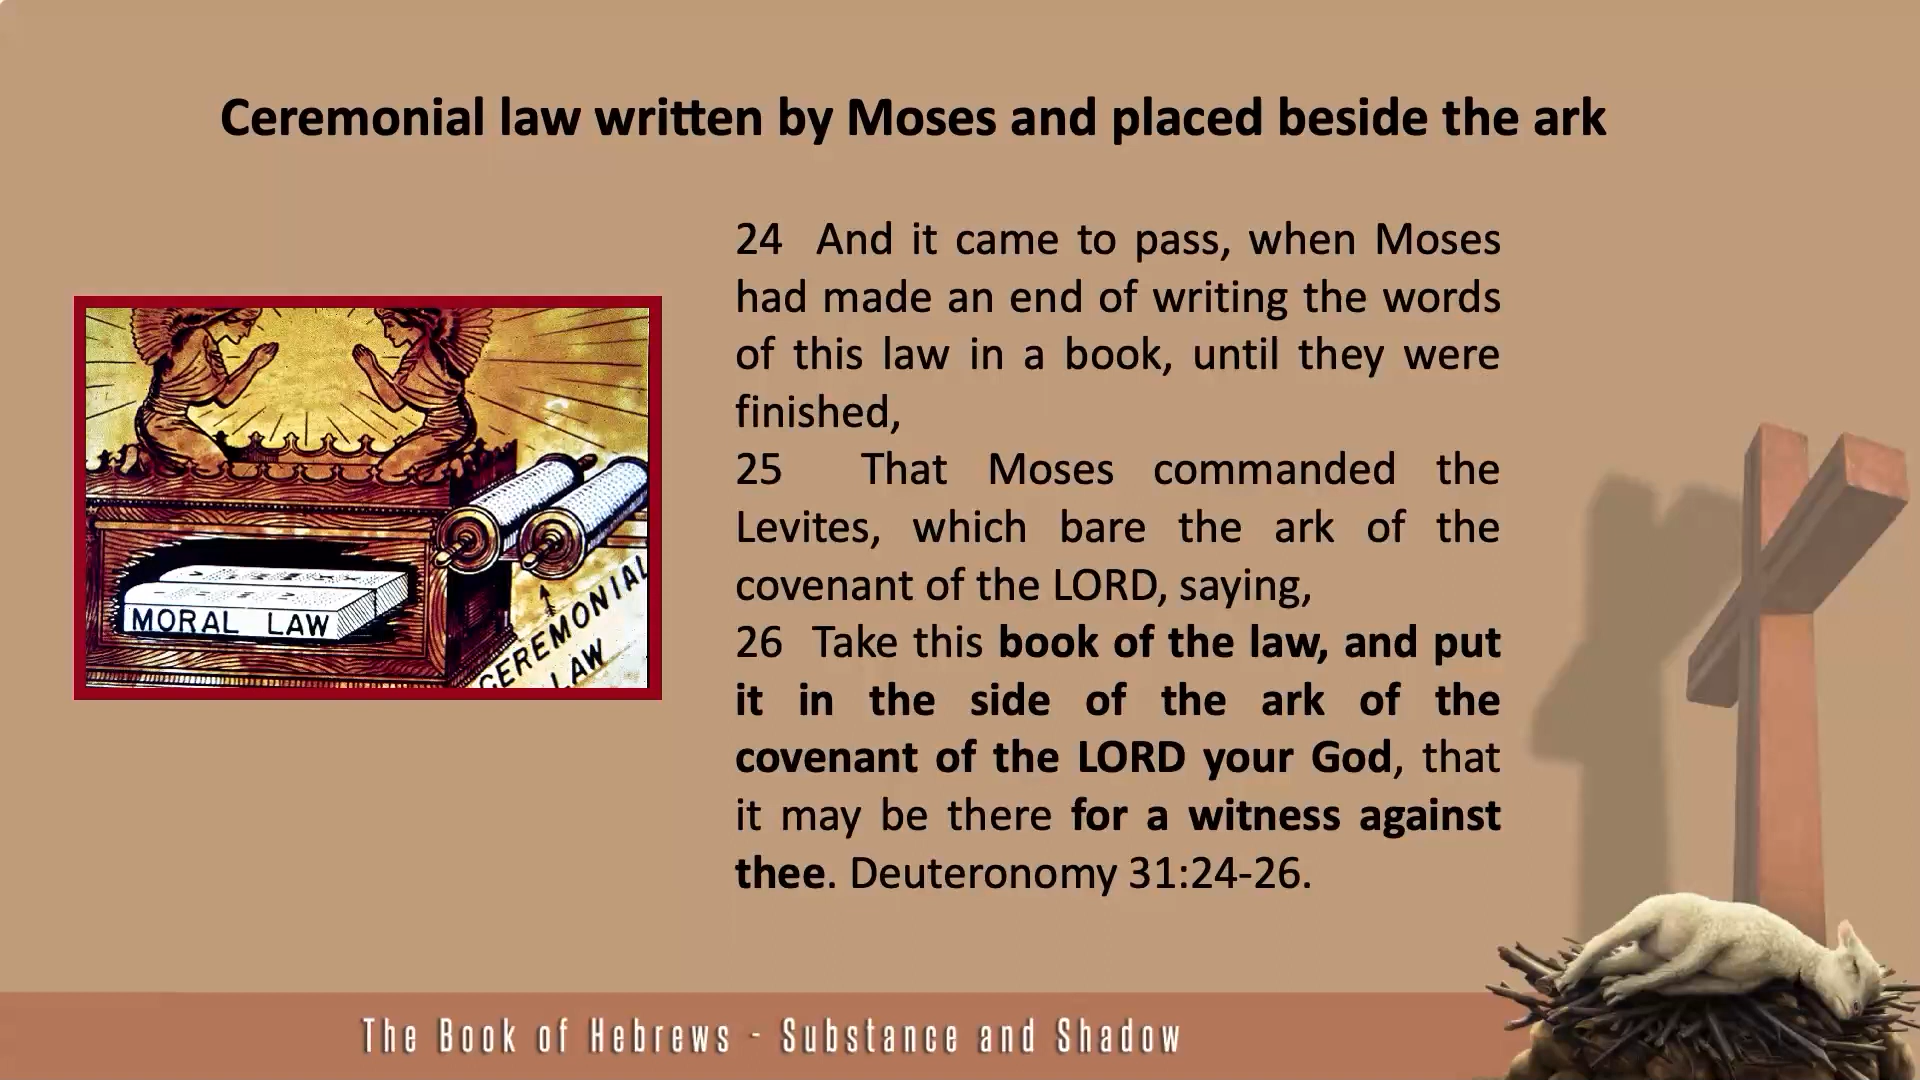 Ceremonial law written by Moses and placed beside the ark
24 And it came to pass, when Moses
had made an end of writing the words
of this law in a book, until they were
finished,
25 That Moses commanded the
Levites, which bare the ark of the
covenant of the LORD, saying,
26 Take this book of the law, and put
it in the side of the ark of the
covenant of the LORD your God, that
it may be there for a witness against
thee. Deuteronomy 31:24-26.
MORAL LAW
CEREMONIAL
LAW
The Book of Hebrews - Substance and Shadow